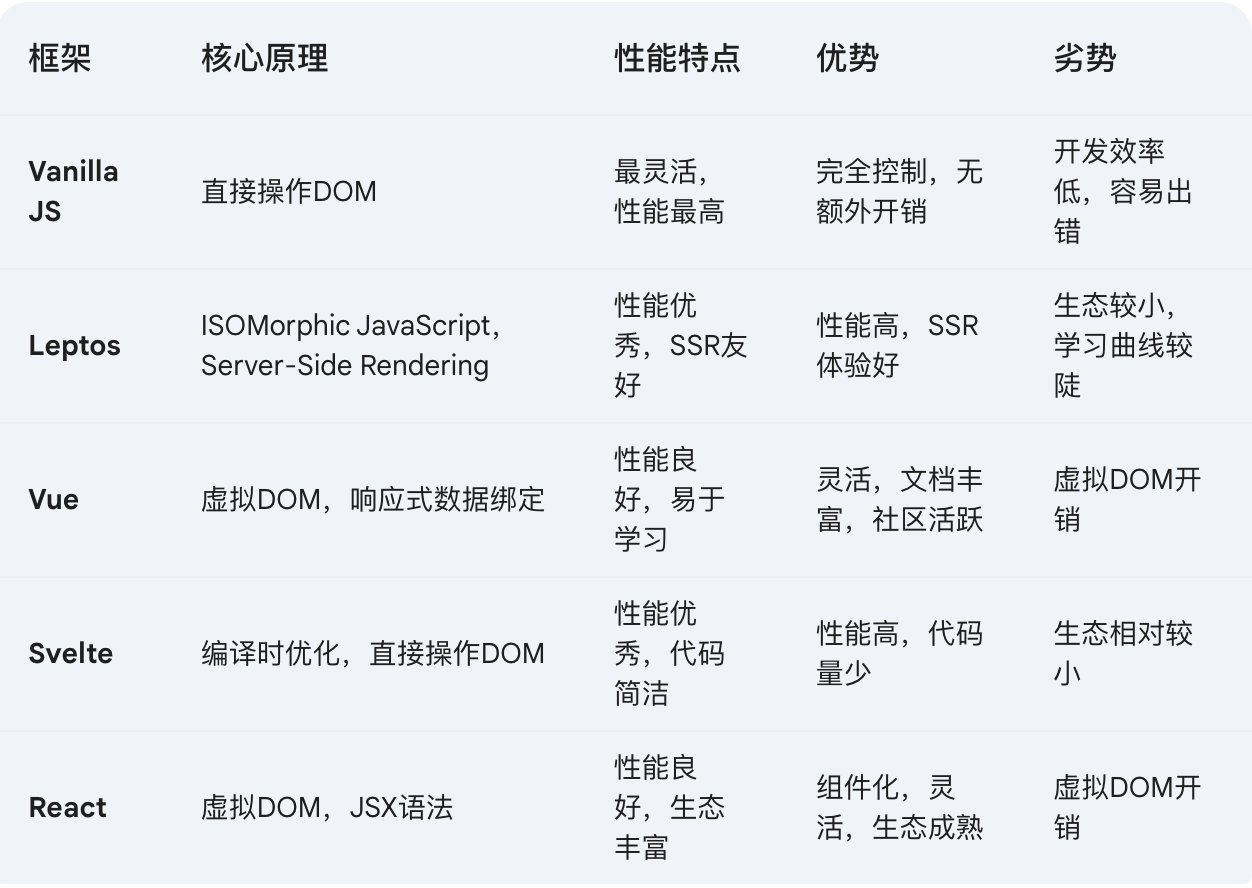 框架 核心原理 性能特点 优势 劣势
Vanilla
JS
直接操作DOM
最灵活，
性能最高
完全控制，无
额外开销
开发效率
低，容易出
错
Leptos
ISOMorphic JavaScript,
Server-Side Rendering
性能优
秀，SSR友
好
性能高，SSR
体验好
生态较小，
学习曲线较
陡
Vue
虚拟DOM，响应式数据绑定
性能良
好，易于
学习
灵活，文档丰
富，社区活跃
虚拟DOM开
销
Svelte
编译时优化，直接操作DOM
性能优
秀，代码
简洁
性能高，代码
量少
生态相对较
小
React
虚拟DOM，JSX语法
性能良
好，生态
丰富
组件化，灵
活，生态成熟
虚拟DOM开
销